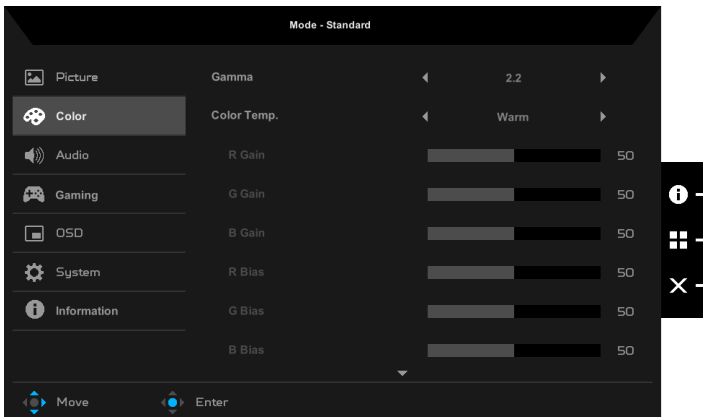 Mode - Standard
Picture
Gamma 2.2
Color
Color Temp. Warm
Audio
R Gain 50
Gaming
G Gain 50
OSD
B Gain 50
System
R Bias 50
Information
G Bias 50
B Bias 50
Move Enter